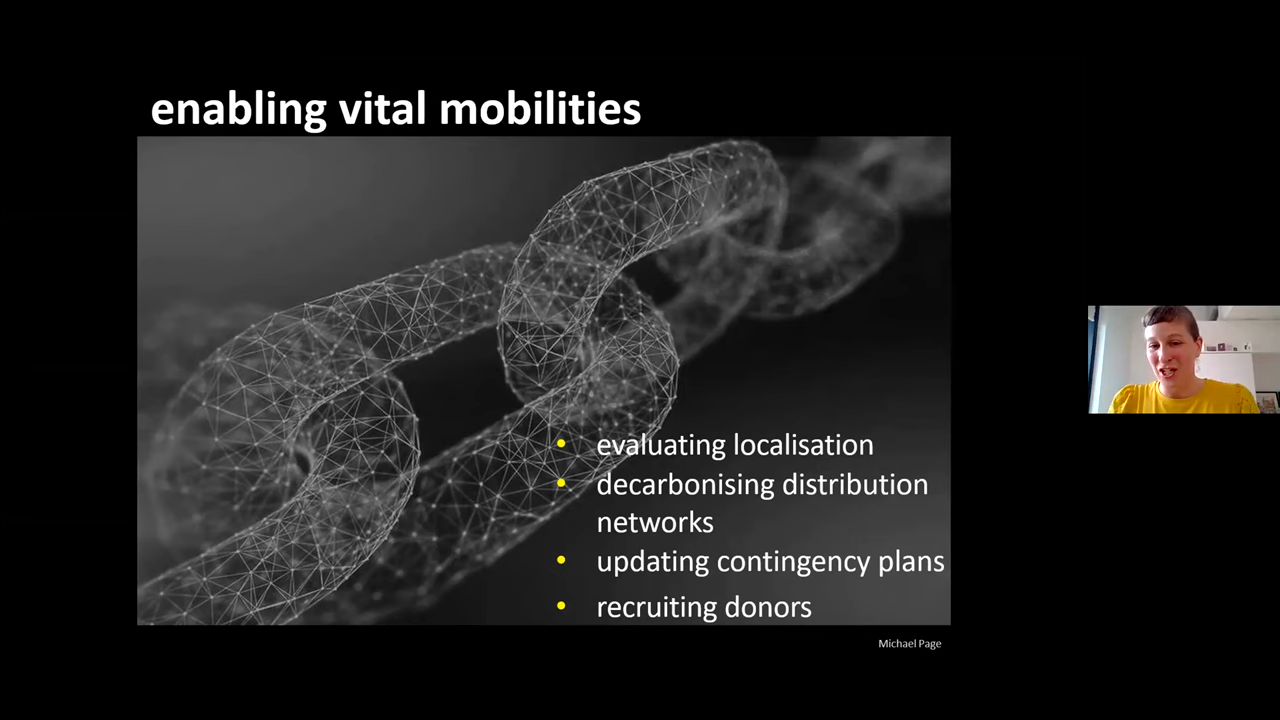 enabling vital mobilities
• evaluating localisation
• decarbonising distribution
networks
• updating contingency plans
• recruiting donors
Michael Page